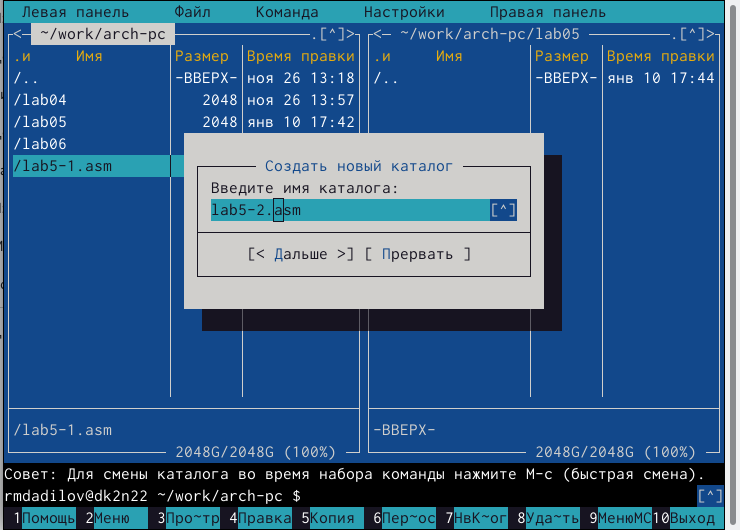 Левая панель Файл Команда Настройки Правая панель
<─ ~/work/arch-pc .[^]> <─ ~/work/arch-pc/lab05 .[^]>
.и Имя Размер Время правки .и Имя Размер Время правки
/.. -ВВЕРХ- ноя 26 13:18 /.. -ВВЕРХ- янв 10 17:44
/lab04 2048 ноя 26 13:57
/lab05 2048 янв 10 17:42
/lab06
/lab5-1.asm
Создать новый каталог
Введите имя каталога:
lab5-2.asm [^]
[< Дальше >] [ Прервать ]
/lab5-1.asm -ВВЕРХ-
2048G/2048G (100%) 2048G/2048G (100%)
Совет: Для смены каталога во время набора команды нажмите M-c (быстрая смена).
rmdadilov@dk2n22 ~/work/arch-pc $ [^]
1Помощь 2Меню 3Про~тр 4Правка 5Копия 6Пер~ос 7НвК~ог 8Уда~ть 9МенюMC 10Выход